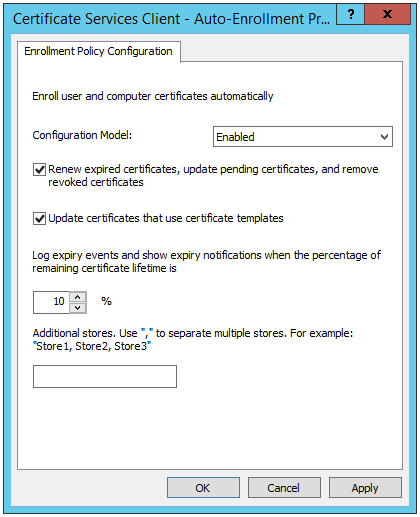 Certificate Services Client - Auto-Enrollment Pr...
? x
Enrollment Policy Configuration
Enroll user and computer certificates automatically
Configuration Model: Enabled
Renew expired certificates, update pending certificates, and remove
revoked certificates
Update certificates that use certificate templates
Log expiry events and show expiry notifications when the percentage of
remaining certificate lifetime is
10 %
Additional stores. Use "," to separate multiple stores. For example:
"Store1, Store2, Store3"
OK Cancel Apply